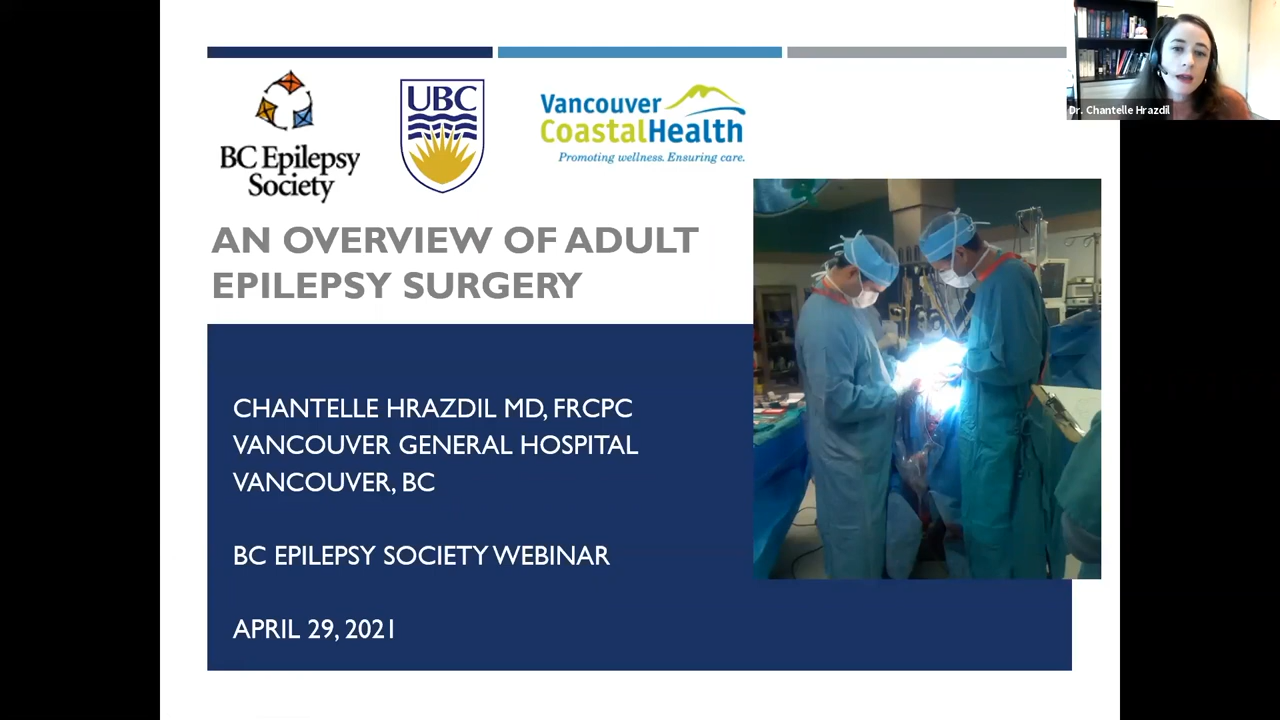 BC Epilepsy
Society
UBC
Vancouver
CoastalHealth
Promoting wellness. Ensuring care.
Dr. Chantelle Hrazdil
AN OVERVIEW OF ADULT
EPILEPSY SURGERY
CHANTELLE HRAZDIL MD, FRCPC
VANCOUVER GENERAL HOSPITAL
VANCOUVER, BC
BC EPILEPSY SOCIETY WEBINAR
APRIL 29, 2021